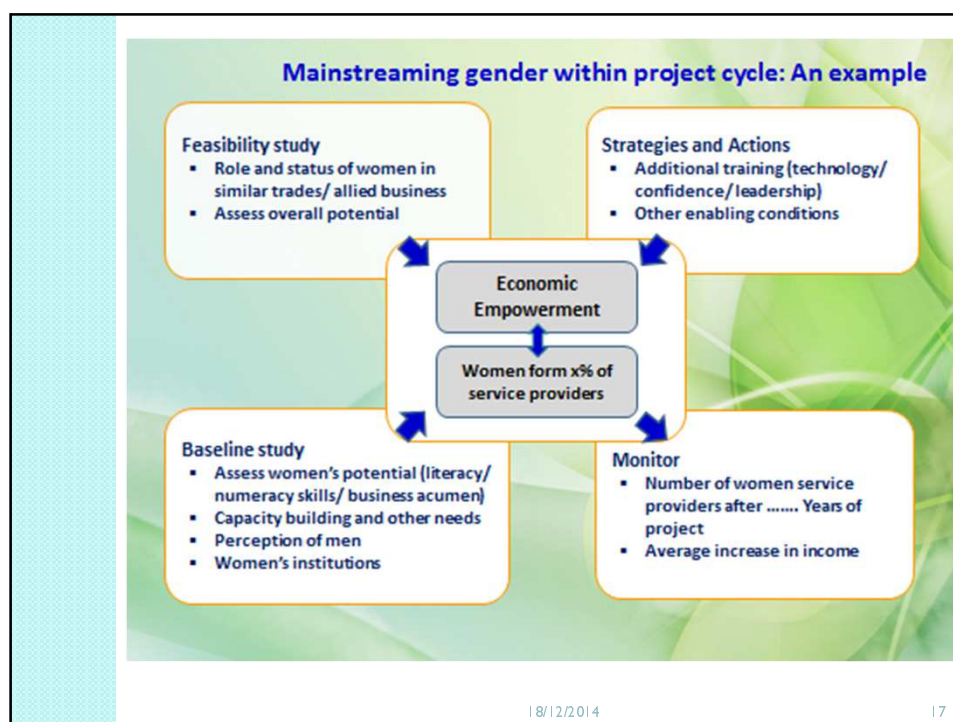 Mainstreaming gender within project cycle: An example
Feasibility study
▪ Role and status of women in
similar trades/ allied business
▪ Assess overall potential
Strategies and Actions
▪ Additional training (technology/
confidence/ leadership)
▪ Other enabling conditions
Economic
Empowerment
Women form x% of
service providers
Baseline study
▪ Assess women's potential (literacy/
numeracy skills/ business acumen)
▪ Capacity building and other needs
▪ Perception of men
▪ Women's institutions
Monitor
▪ Number of women service
providers after ....... Years of
project
▪ Average increase in income
18/12/2014
17